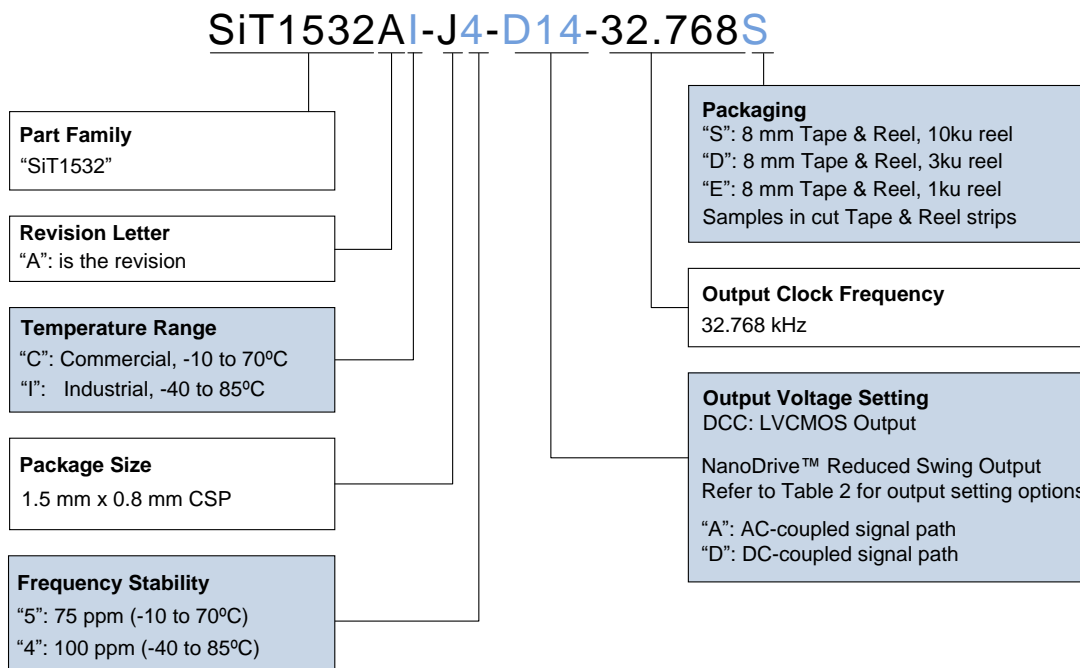 SiT1532AI-J4-D14-32.768S
Part Family
“SiT1532”
Revision Letter
“A”: is the revision
Temperature Range
“C”: Commercial, -10 to 70ºC
“I”: Industrial, -40 to 85ºC
Package Size
1.5 mm x 0.8 mm CSP
Frequency Stability
“5”: 75 ppm (-10 to 70ºC)
“4”: 100 ppm (-40 to 85ºC)
Packaging
“S”: 8 mm Tape & Reel, 10ku reel
“D”: 8 mm Tape & Reel, 3ku reel
“E”: 8 mm Tape & Reel, 1ku reel
Samples in cut Tape & Reel strips
Output Clock Frequency
32.768 kHz
Output Voltage Setting
DCC: LVCMOS Output
NanoDrive™ Reduced Swing Output
Refer to Table 2 for output setting options
“A”: AC-coupled signal path
“D”: DC-coupled signal path